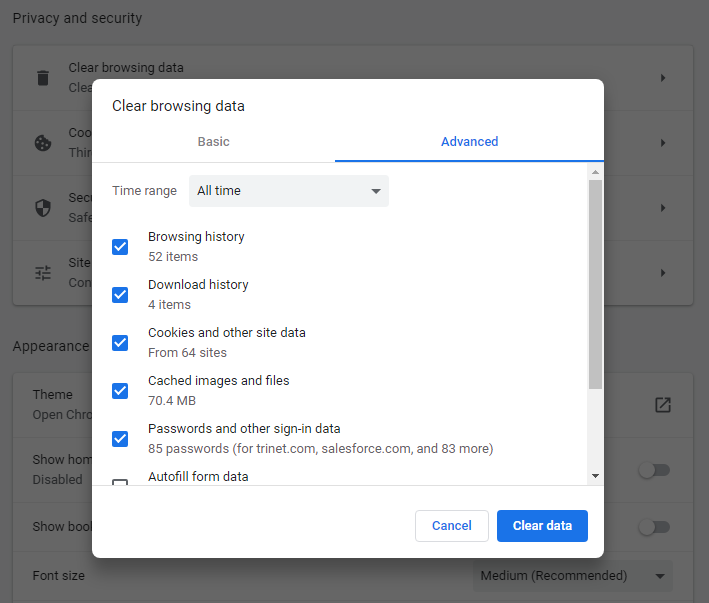 Privacy and security
Clear browsing data
Clea
Clear browsing data
Basic
Advanced
Coo
Thir
Time range
All time
Secu
Safe
Browsing history
52 items
Site
Con
Download history
4 items
Cookies and other site data
From 64 sites
Appearance
Cached images and files
70.4 MB
Theme
Open Chro
Passwords and other sign-in data
85 passwords (for trinet.com, salesforce.com, and 83 more)
Show hom
Disabled
Autofill form data
Show bool
Cancel
Clear data
Font size
Medium (Recommended)